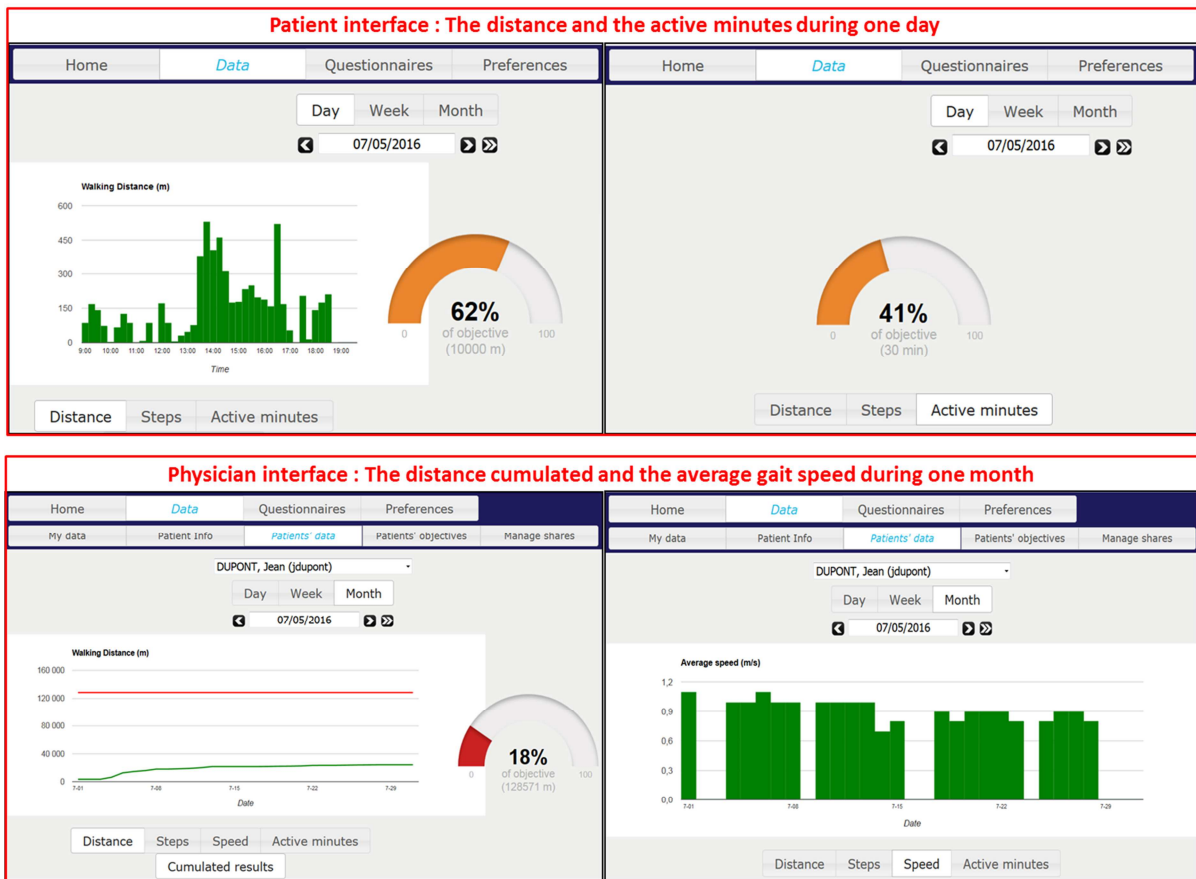 Patient interface : The distance and the active minutes during one day
Home Data Questionnaires Preferences
Day Week Month
07/05/2016
Walking Distance (m)
600
450
300
150
0
9:00 10:00 11:00 12:00 13:00 14:00 15:00 16:00 17:00 18:00 19:00
Time
62%
of objective
(10000 m)
0 100
Distance Steps Active minutes
Home Data Questionnaires Preferences
Day Week Month
07/05/2016
41%
of objective
(30 min)
0 100
Distance Steps Active minutes
Physician interface : The distance cumulated and the average gait speed during one month
Home Data Questionnaires Preferences
My data Patient Info Patients' data Patients' objectives Manage shares
DUPONT, Jean (jdupont)
Day Week Month
07/05/2016
Walking Distance (m)
160 000
120 000
80 000
40 000
0
7-01 7-08 7-15 7-22 7-29
Date
18%
of objective
(128571 m)
0 100
Distance Steps Speed Active minutes
Cumulated results
Home Data Questionnaires Preferences
My data Patient Info Patients' data Patients' objectives Manage shares
DUPONT, Jean (jdupont)
Day Week Month
07/05/2016
Average speed (m/s)
1,2
0,9
0,6
0,3
0,0
7-01 7-08 7-15 7-22 7-29
Date
Distance Steps Speed Active minutes